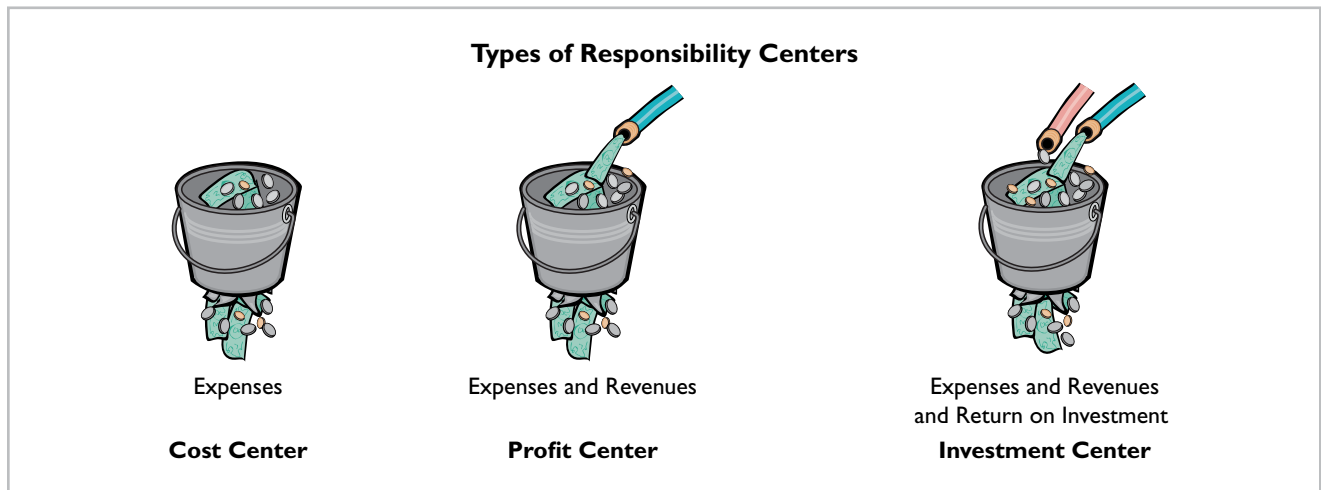 Types of Responsibility Centers
Expenses
Expenses and Revenues
Expenses and Revenues
and Return on Investment
Cost Center
Profit Center
Investment Center